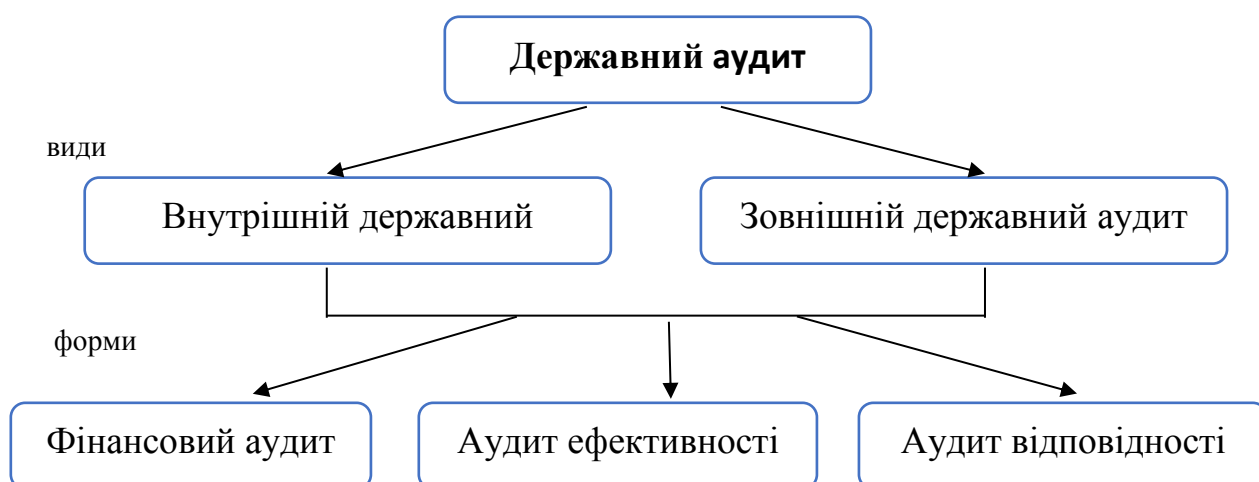 Державний аудит
види
Внутрішній державний
Зовнішній державний аудит
форми
Фінансовий аудит
Аудит ефективності
Аудит відповідності